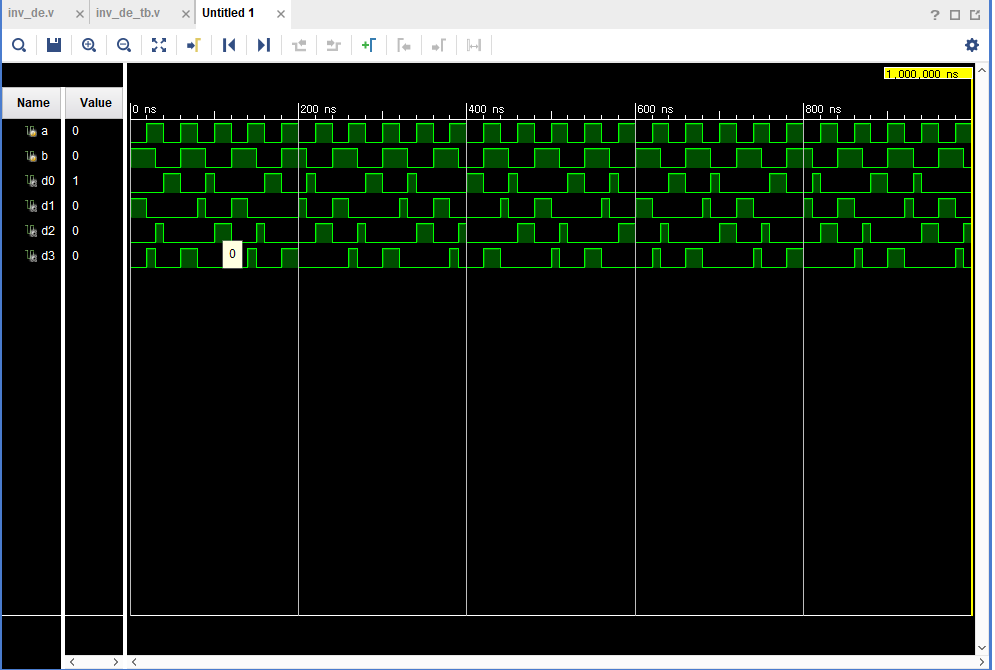 inv_de.v × inv_de_tb.v × Untitled 1 ×
?
1,000,000 ns
Name Value
0 ns 200 ns 400 ns 600 ns 800 ns
a 0
b 0
d0 1
d1 0
d2 0
d3 0
0